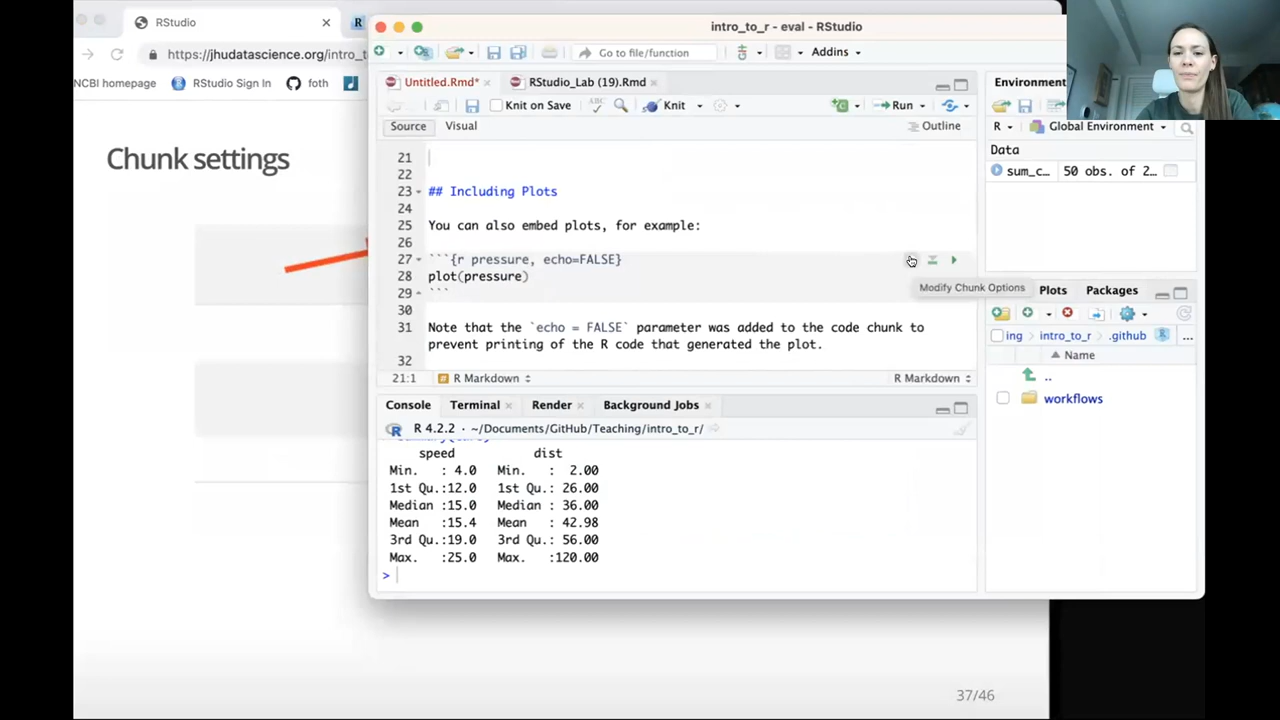 RStudio
R
https://jhudatascience.org/intro_t
NCBI homepage
RStudio Sign In
foth
Chunk settings
37/46
intro_to_r - eval - RStudio
Go to file/function
Addins
Untitled.Rmd*
RStudio_Lab (19).Rmd
Knit on Save
ABC
Knit
Run
Source
Visual
Outline
21
22
23 ## Including Plots
24
25 You can also embed plots, for example:
26
27 ```{r pressure, echo=FALSE}
28 plot(pressure)
29 ```
Modify Chunk Options
30
31 Note that the `echo = FALSE` parameter was added to the code chunk to
prevent printing of the R code that generated the plot.
32
21:1
R Markdown
R Markdown
Console
Terminal
Render
Background Jobs
R 4.2.2 · ~/Documents/GitHub/Teaching/intro_to_r/
speed dist
Min. : 4.0 Min. : 2.00
1st Qu.:12.0 1st Qu.: 26.00
Median :15.0 Median : 36.00
Mean :15.4 Mean : 42.98
3rd Qu.:19.0 3rd Qu.: 56.00
Max. :25.0 Max. :120.00
>
Environ
R
Global Environment
Data
sum_c… 50 obs. of 2…
Plots
Packages
ing
intro_to_r
.github
...
Name
..
workflows